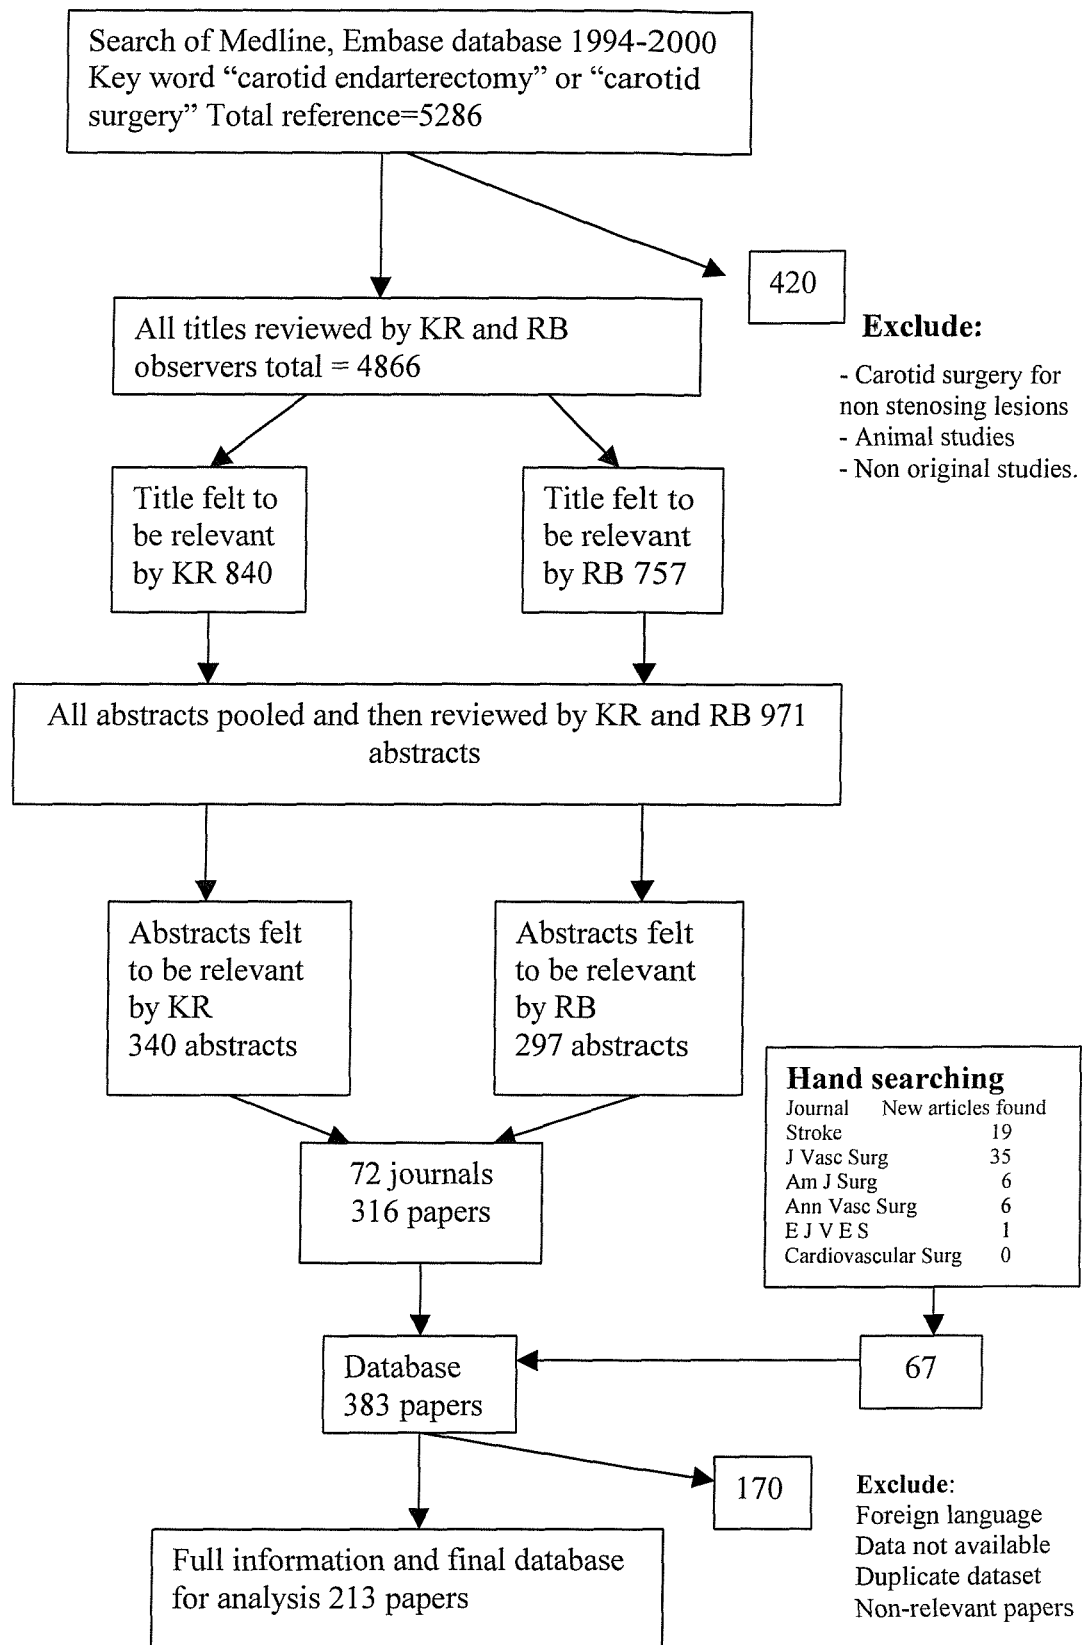 Search of Medline, Embase database 1994-2000
Key word “carotid endarterectomy” or “carotid
surgery” Total reference=5286
420
Exclude:
- Carotid surgery for
non stenosing lesions
- Animal studies
- Non original studies.
All titles reviewed by KR and RB
observers total = 4866
Title felt to
be relevant
by KR 840
Title felt to
be relevant
by RB 757
All abstracts pooled and then reviewed by KR and RB 971
abstracts
Abstracts felt
to be relevant
by KR
340 abstracts
Abstracts felt
to be relevant
by RB
297 abstracts
Hand searching
Journal New articles found
Stroke 19
J Vasc Surg 35
Am J Surg 6
Ann Vasc Surg 6
E J V E S 1
Cardiovascular Surg 0
72 journals
316 papers
67
Database
383 papers
170
Exclude:
Foreign language
Data not available
Duplicate dataset
Non-relevant papers
Full information and final database
for analysis 213 papers